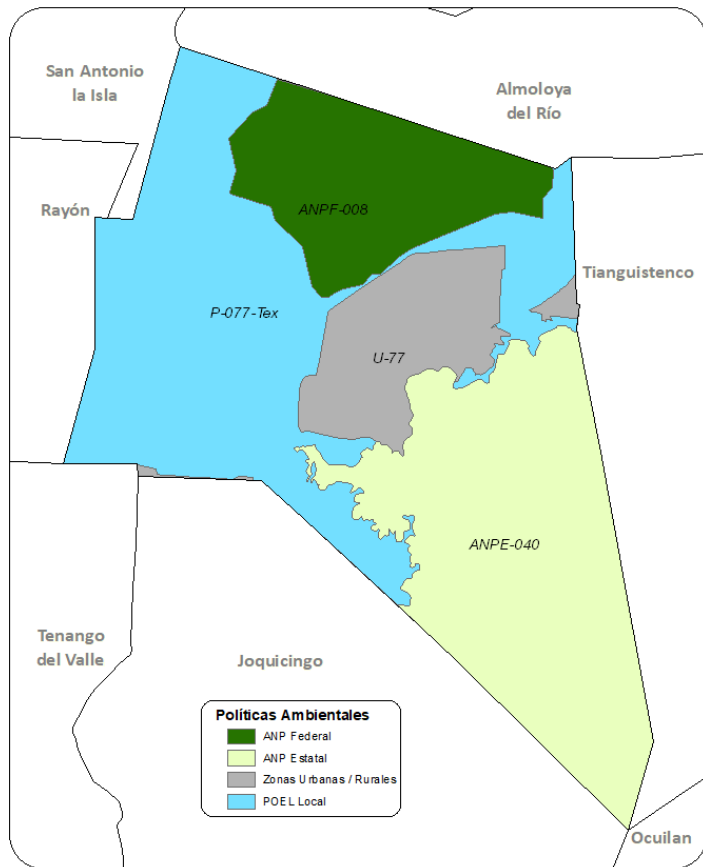 San Antonio
la Isla
Almoloya
del Río
Rayón
ANPF-008
Tianguistenco
P-077-Tex
U-77
ANPE-040
Tenango
del Valle
Joquicingo
Políticas Ambientales
ANP Federal
ANP Estatal
Zonas Urbanas / Rurales
POEL Local
Ocuilan